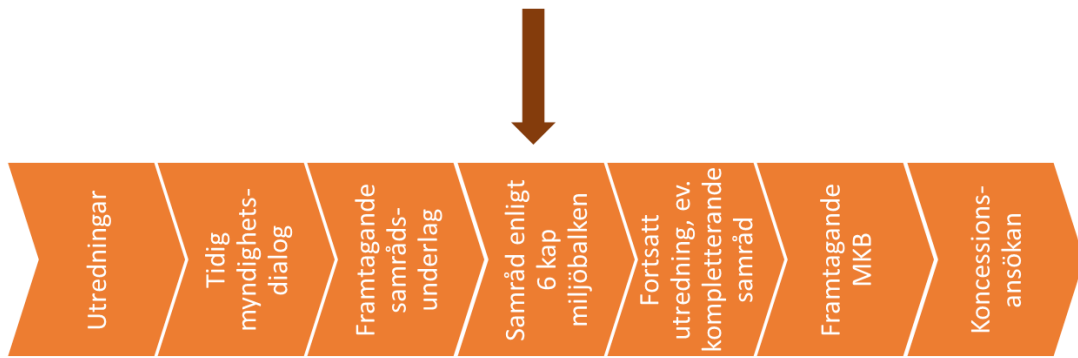 Utredningar
Tidig
myndighets-
dialog
Framtagande
samråds-
underlag
Samråd enligt
6 kap
miljöbalken
Fortsatt
utredning, ev.
kompletterande
samråd
Framtagande
MKB
Koncessions-
ansökan